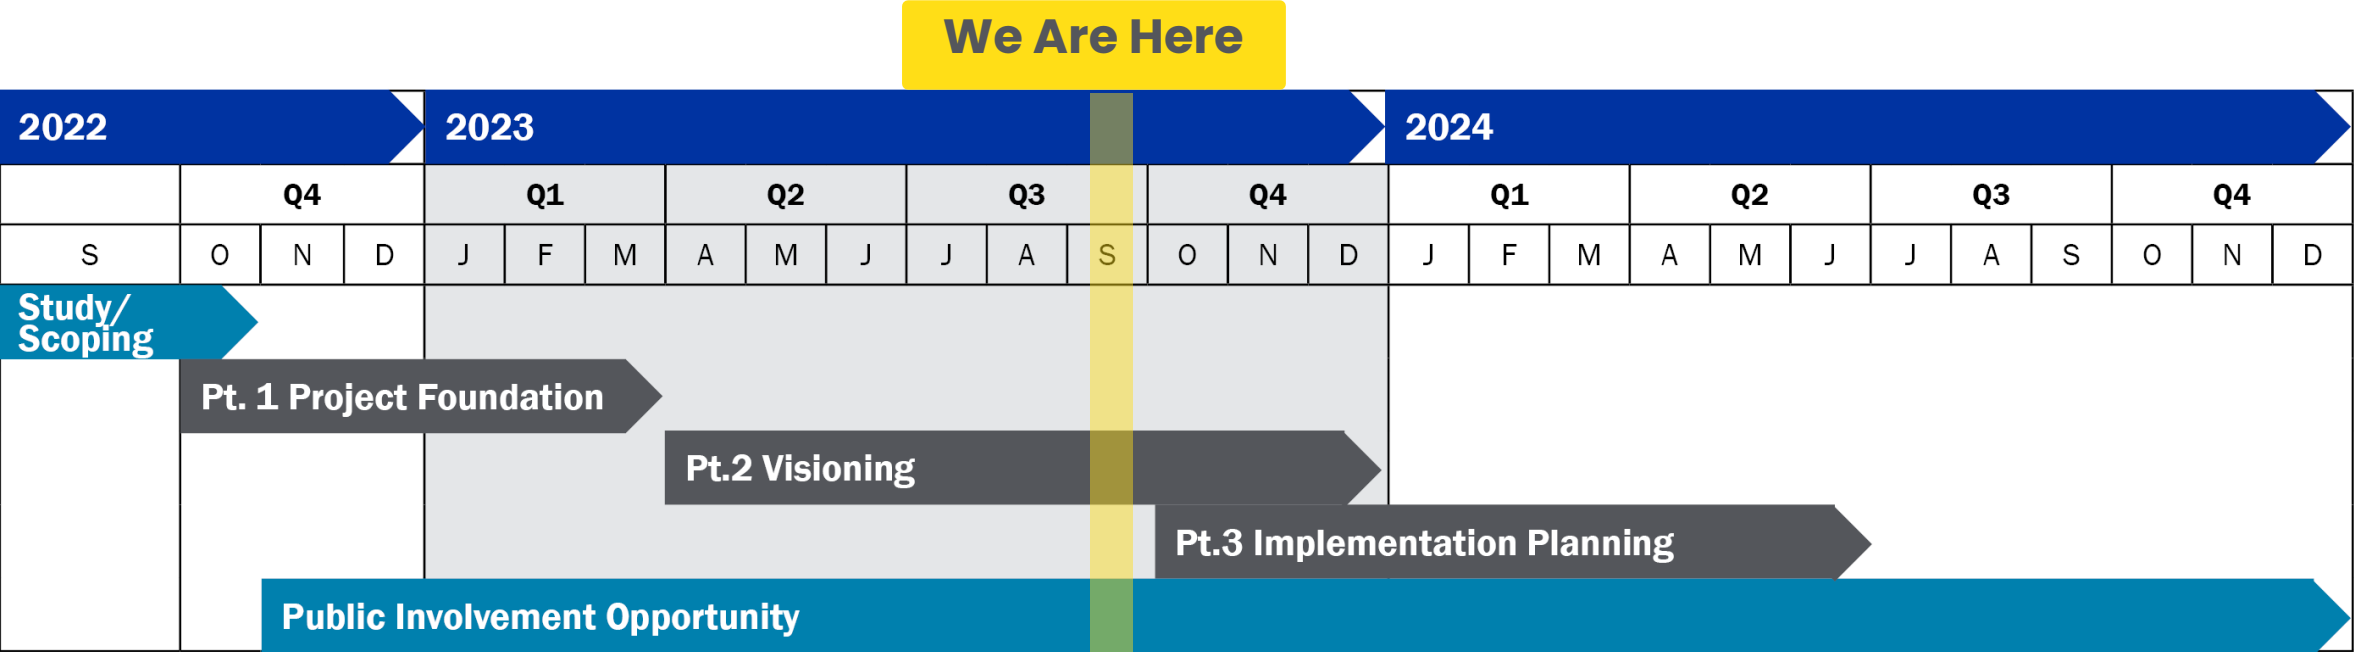 We Are Here
2022 2023 2024
Q4 Q1 Q2 Q3 Q4 Q1 Q2 Q3 Q4
S O N D J F M A M J J A S O N D J F M A M J J A S O N D
Study/
Scoping
Pt. 1 Project Foundation
Pt.2 Visioning
Pt.3 Implementation Planning
Public Involvement Opportunity